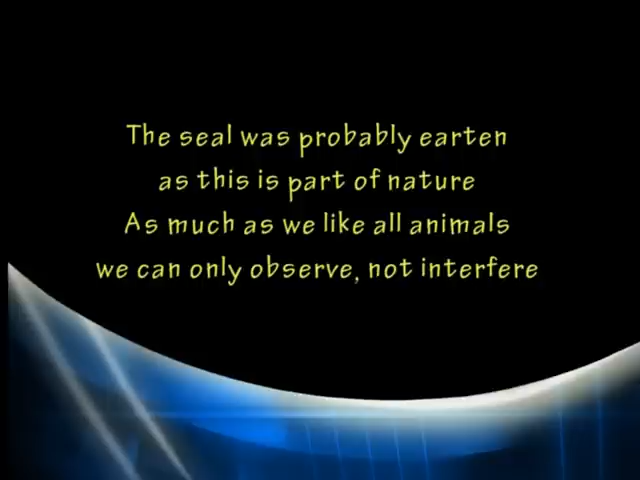 The seal was probably earten
as this is part of nature
As much as we like all animals
we can only observe, not interfere